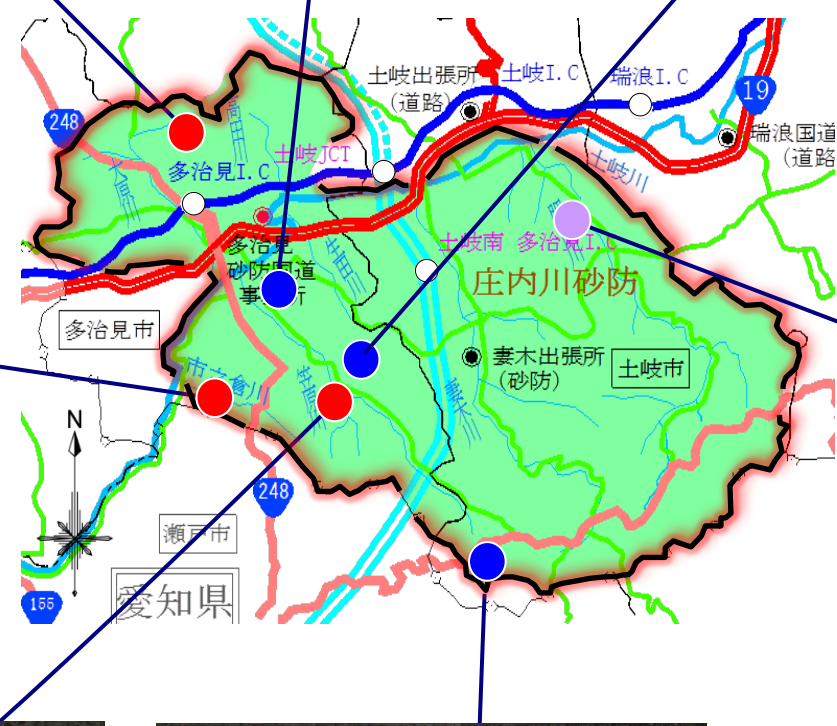 土岐出張所
(道路)
土岐I.C
瑞浪I.C
19
248
瑞浪国道
(道路
土岐JCT
多治見I.C
土岐川
多治見
砂防国道
事 所
土岐南 多治見I.C
庄内川砂防
多治見市
妻木出張所
(砂防)
土岐市
市之倉川
N
248
瀬戸市
愛知県
155